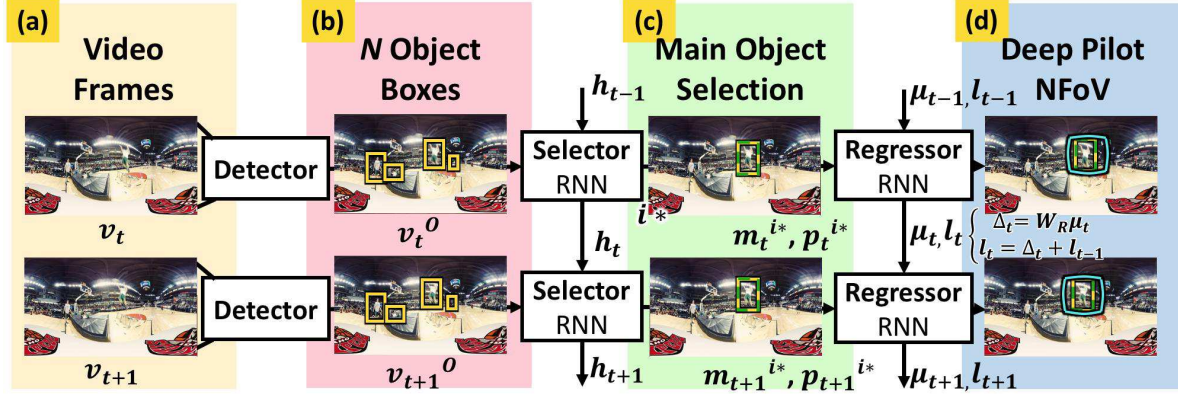 (a)
Video
Frames
(b)
N Object
Boxes
(c)
Main Object
Selection
(d)
Deep Pilot
NFoV
h_{t-1}
μ_{t-1}, l_{t-1}
Detector
Selector
RNN
Regressor
RNN
i*
v_t
v_t^O
h_t
m_t^{i*}, p_t^{i*}
μ_t, l_t { Δ_t = W_R μ_t
l_t = Δ_t + l_{t-1}
Detector
Selector
RNN
Regressor
RNN
v_{t+1}
v_{t+1}^O
h_{t+1}
m_{t+1}^{i*}, p_{t+1}^{i*}
μ_{t+1}, l_{t+1}